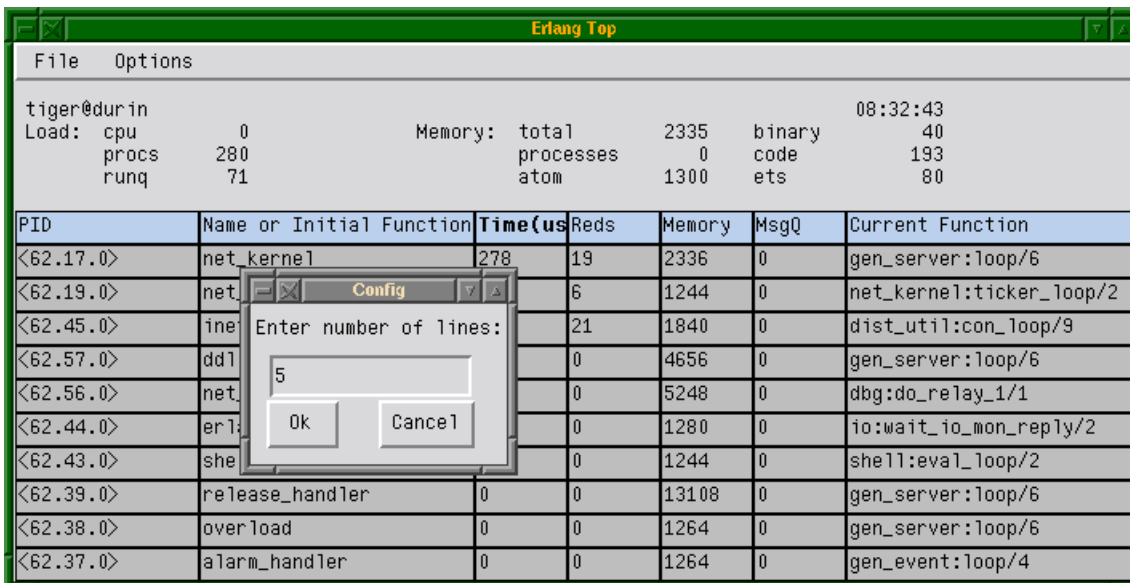 Erlang Top
File Options
08:32:43
tiger@durin
Load: cpu 0 Memory: total 2335 binary 40
procs 280 processes 0 code 193
runq 71 atom 1300 ets 80
PID Name or Initial Function Time(us Reds Memory MsgQ Current Function
<62.17.0> net_kernel 278 19 2336 0 gen_server:loop/6
<62.19.0> net_ 6 1244 0 net_kernel:ticker_loop/2
<62.45.0> ine 21 1840 0 dist_util:con_loop/9
<62.57.0> ddl 0 4656 0 gen_server:loop/6
<62.56.0> net_ 0 5248 0 dbg:do_relay_1/1
<62.44.0> erl 0 1280 0 io:wait_io_mon_reply/2
<62.43.0> she 0 1244 0 shell:eval_loop/2
<62.39.0> release_handler 0 0 13108 0 gen_server:loop/6
<62.38.0> overload 0 0 1264 0 gen_server:loop/6
<62.37.0> alarm_handler 0 0 1264 0 gen_event:loop/4
Config
Enter number of lines:
5
Ok Cancel